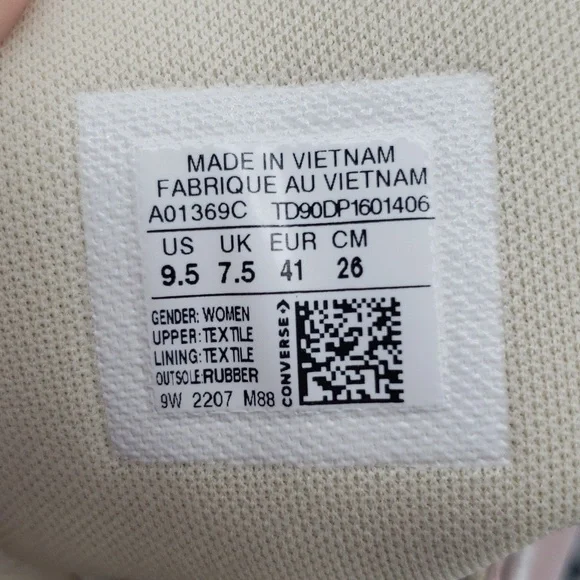 MADE IN VIETNAM
FABRIQUE AU VIETNAM
A01369C TD90DP1601406
US UK EUR CM
9.5 7.5 41 26
GENDER: WOMEN
UPPER: TEXTILE
LINING: TEXTILE
OUTSOLE: RUBBER
9W 2207 M88
CONVERSE